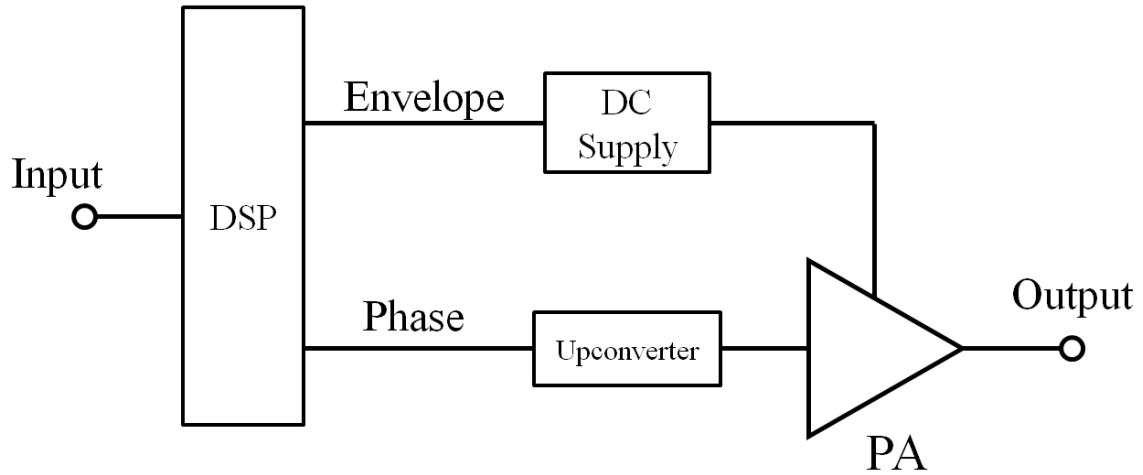 Input
DSP
Envelope
DC
Supply
Phase
Upconverter
PA
Output